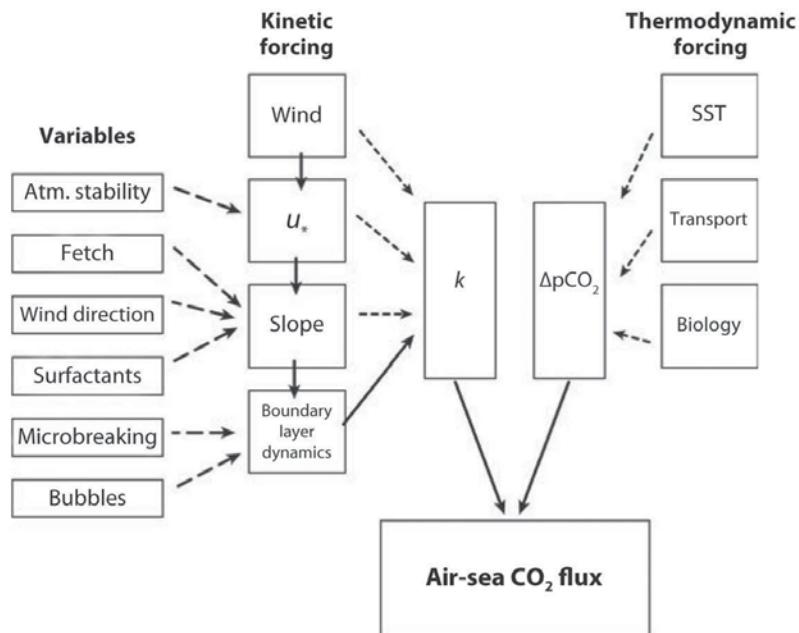 Kinetic
forcing
Thermodynamic
forcing
Variables
Wind
SST
Atm. stability
u*
Transport
Fetch
k
ΔpCO₂
Wind direction
Slope
Biology
Surfactants
Microbreaking
Boundary
layer
dynamics
Bubbles
Air-sea CO₂ flux